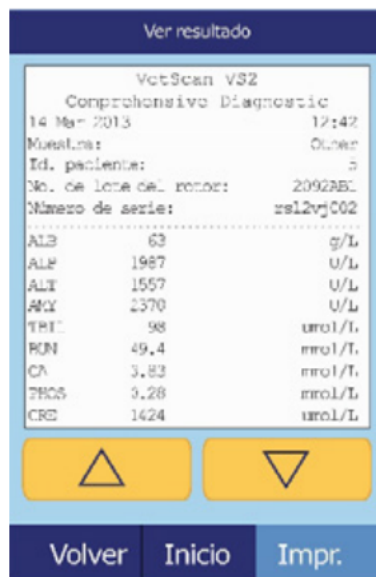 Ver resultado
VetScan VS2
Comprehensive Diagnostic
14 Mar 2013 12:42
Muestra: Other
Id. paciente: 5
No. de lote del rotor: 2092AB1
Número de serie: rsl2vj002
ALB 63 g/L
ALP 1987 U/L
ALT 1557 U/L
AMY 2370 U/L
TBIL 98 umol/L
BUN 49.4 mmol/L
CA 3.83 mmol/L
PHOS 3.28 mmol/L
CRE 1424 umol/L
Volver Inicio Impr.